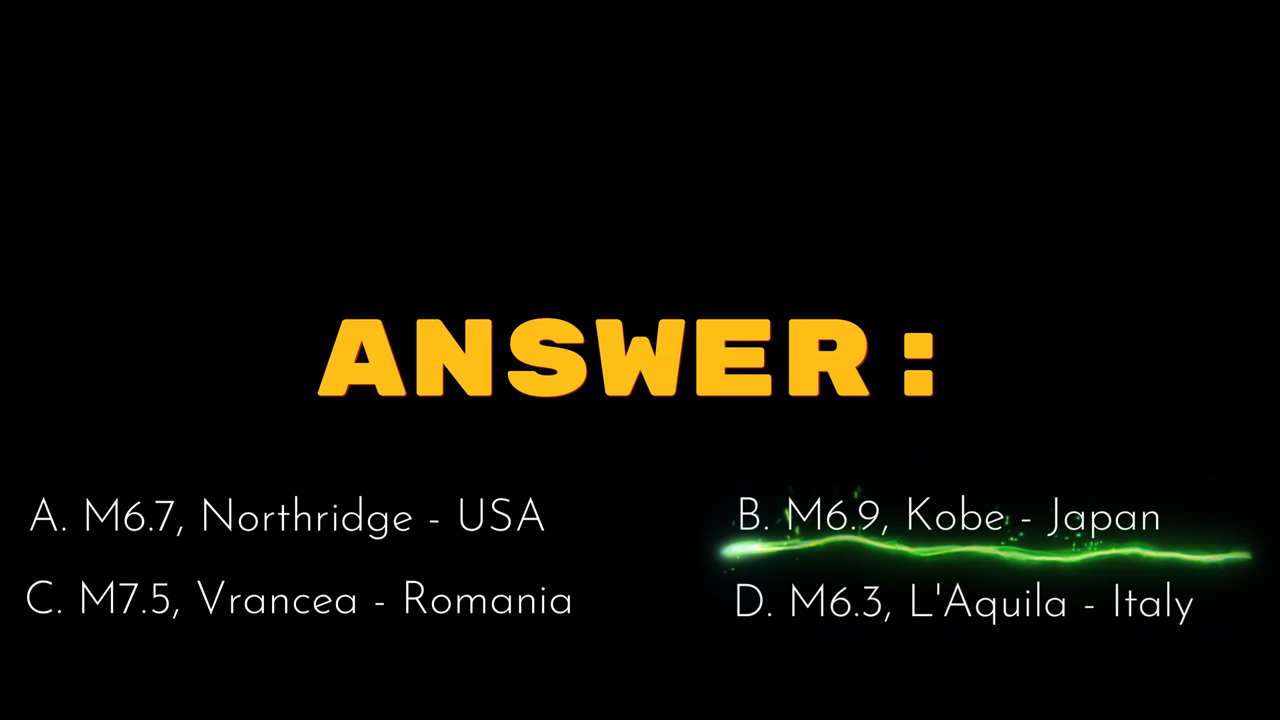 ANSWER:
A. M6.7, Northridge - USA
B. M6.9, Kobe - Japan
C. M7.5, Vrancea - Romania
D. M6.3, L'Aquila - Italy